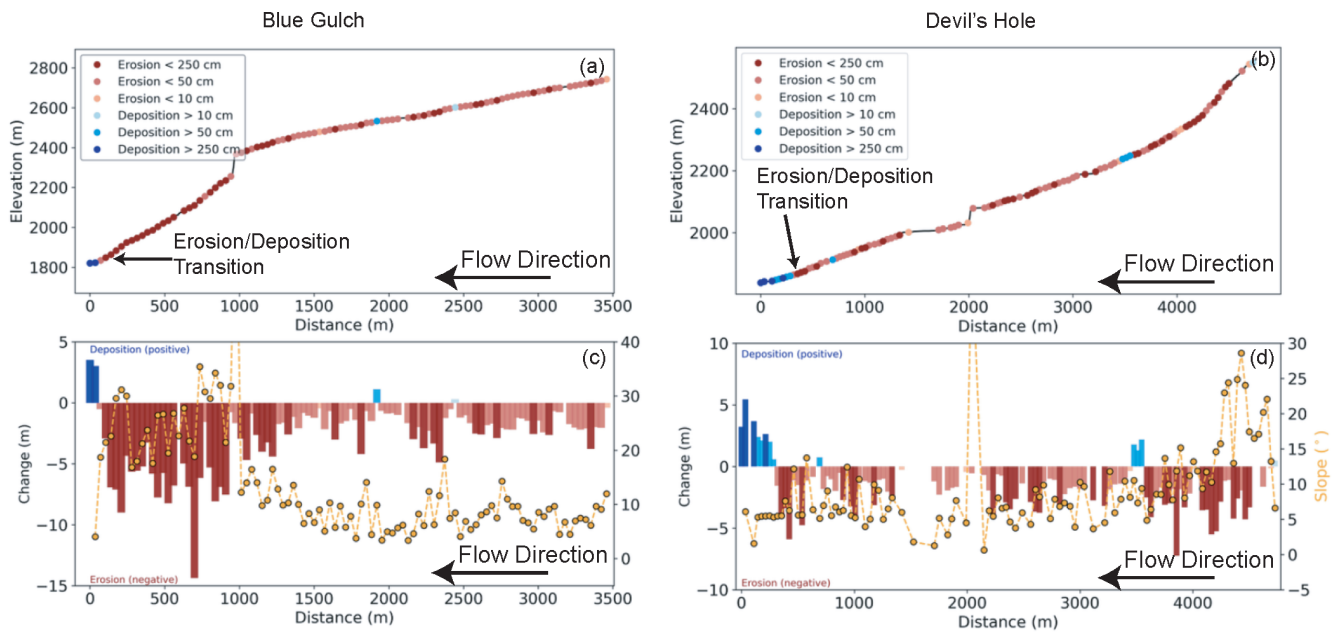 Blue Gulch
Devil's Hole
(a)
Erosion < 250 cm
Erosion < 50 cm
Erosion < 10 cm
Deposition > 10 cm
Deposition > 50 cm
Deposition > 250 cm
2800
2600
2400
2200
2000
1800
Elevation (m)
Erosion/Deposition
Transition
Flow Direction
0 500 1000 1500 2000 2500 3000 3500
Distance (m)
(b)
Erosion < 250 cm
Erosion < 50 cm
Erosion < 10 cm
Deposition > 10 cm
Deposition > 50 cm
Deposition > 250 cm
2400
2200
2000
Elevation (m)
Erosion/Deposition
Transition
Flow Direction
0 1000 2000 3000 4000
Distance (m)
(c)
Deposition (positive)
5
0
−5
−10
−15
Change (m)
40
30
20
10
0
Flow Direction
Erosion (negative)
0 500 1000 1500 2000 2500 3000 3500
Distance (m)
(d)
Deposition (positive)
10
5
0
−5
−10
Change (m)
30
25
20
15
10
5
0
−5
Slope (°)
Flow Direction
Erosion (negative)
0 1000 2000 3000 4000
Distance (m)